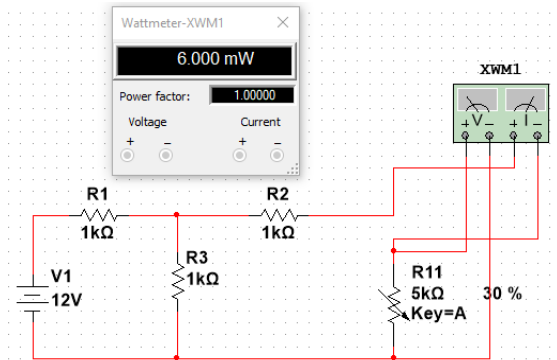 Wattmeter-XWM1
6.000 mW
Power factor: 1.00000
Voltage Current
+ − + −
XWM1
V I
+ − + −
R1
1kΩ
R2
1kΩ
R3
1kΩ
V1
12V
R11
5kΩ 30 %
Key=A